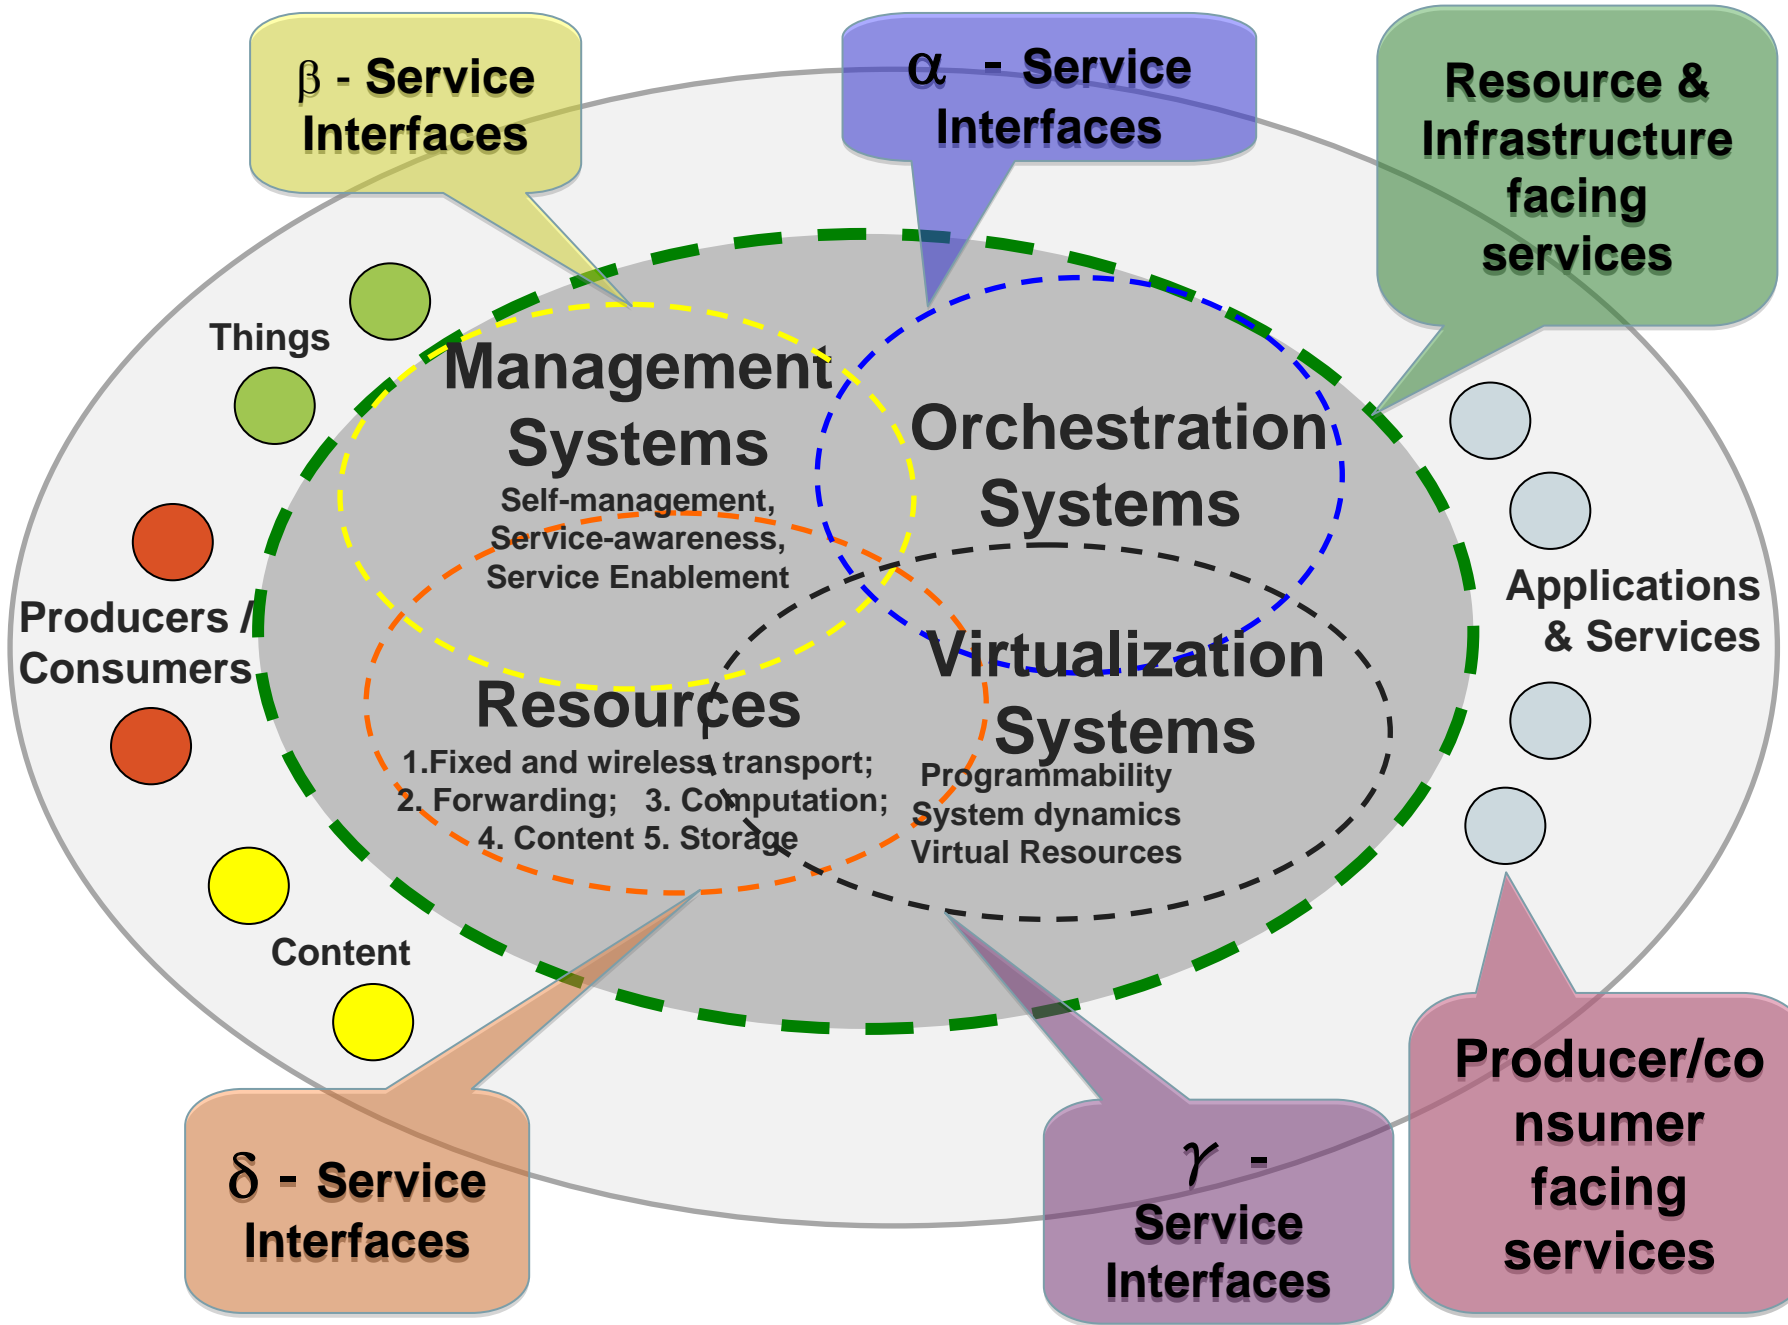 β - Service
Interfaces
α - Service
Interfaces
Resource &
Infrastructure
facing
services
Things
Management
Systems
Self-management,
Service-awareness,
Service Enablement
Orchestration
Systems
Producers /
Consumers
Applications
& Services
Resources
1.Fixed and wireless transport;
2. Forwarding; 3. Computation;
4. Content 5. Storage
Virtualization
Systems
Programmability
System dynamics
Virtual Resources
Content
δ - Service
Interfaces
γ -
Service
Interfaces
Producer/co
nsumer
facing
services